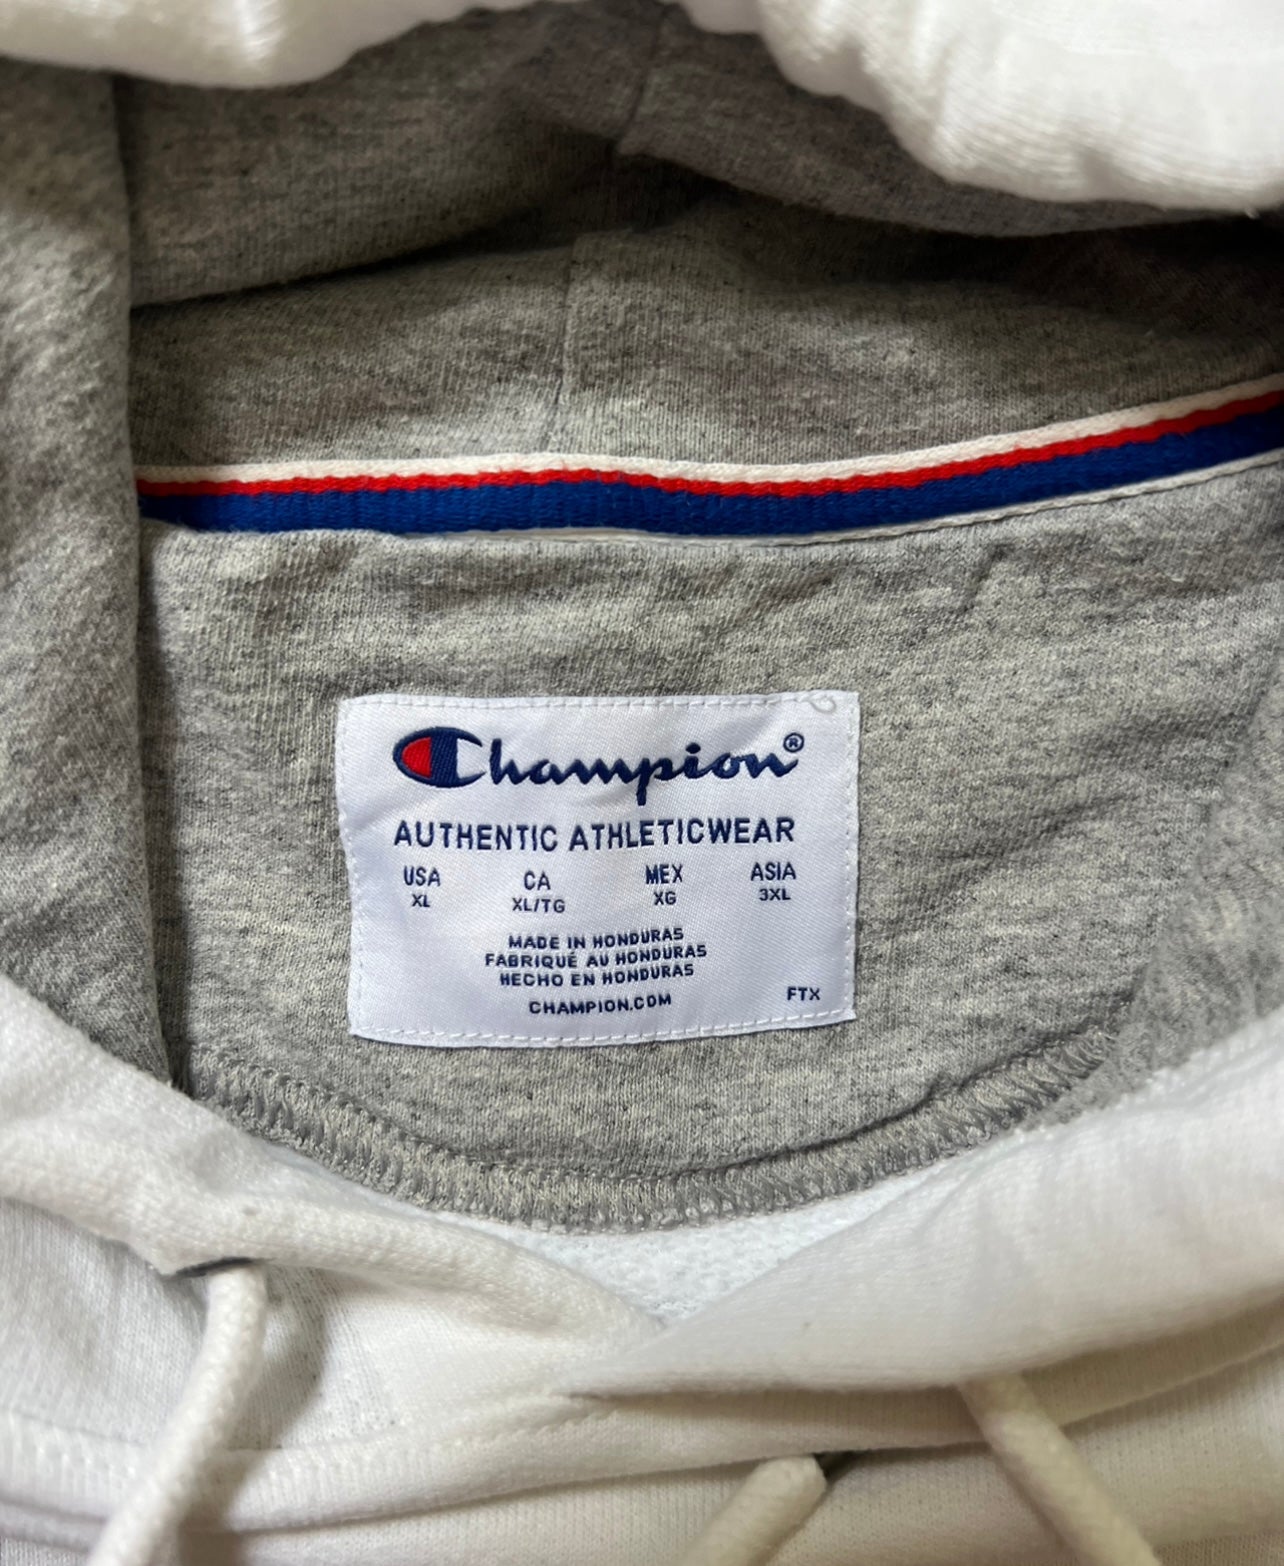 Champion®
AUTHENTIC ATHLETICWEAR
USA CA MEX ASIA
XL XL/TG XG 3XL
MADE IN HONDURAS
FABRIQUÉ AU HONDURAS
HECHO EN HONDURAS
CHAMPION.COM FTX